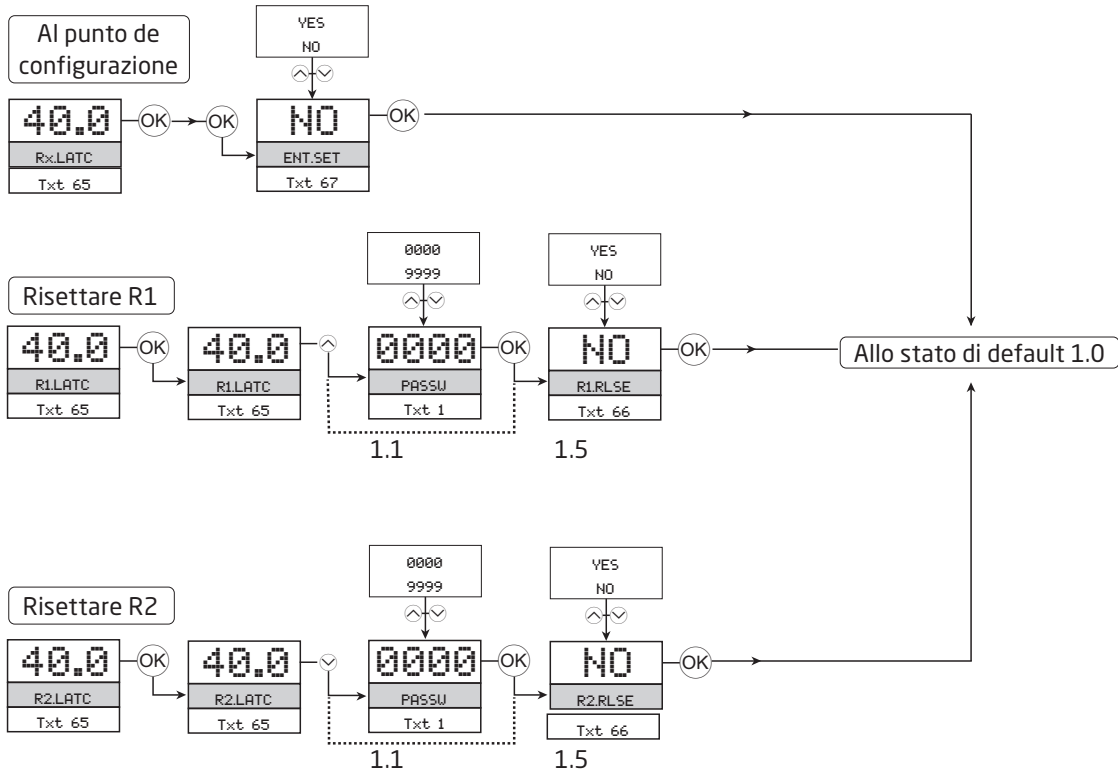 Al punto de
configurazione
YES
NO
40.0
OK
OK
NO
OK
Rx.LATC
ENT.SET
Txt 65
Txt 67
0000
9999
YES
NO
Risettare R1
40.0
OK
40.0
0000
OK
NO
OK
Allo stato di default 1.0
R1.LATC
R1.LATC
PASSW
R1.RLSE
Txt 65
Txt 65
Txt 1
Txt 66
1.1
1.5
0000
9999
YES
NO
Risettare R2
40.0
OK
40.0
0000
OK
NO
OK
R2.LATC
R2.LATC
PASSW
R2.RLSE
Txt 65
Txt 65
Txt 1
Txt 66
1.1
1.5